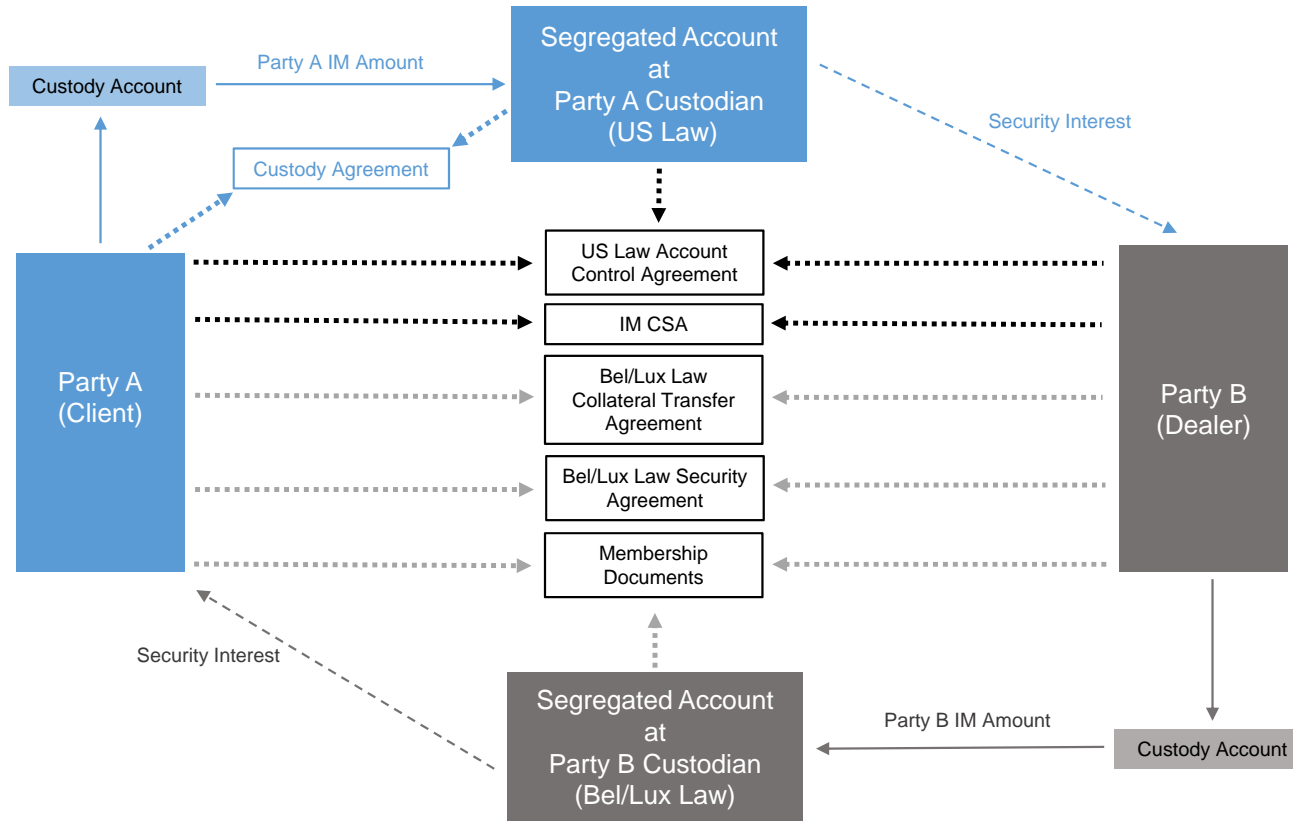 Segregated Account
at
Party A Custodian
(US Law)
Party A IM Amount
Custody Account
Security Interest
Custody Agreement
US Law Account
Control Agreement
IM CSA
Party A
(Client)
Bel/Lux Law
Collateral Transfer
Agreement
Party B
(Dealer)
Bel/Lux Law Security
Agreement
Membership
Documents
Security Interest
Segregated Account
at
Party B Custodian
(Bel/Lux Law)
Party B IM Amount
Custody Account